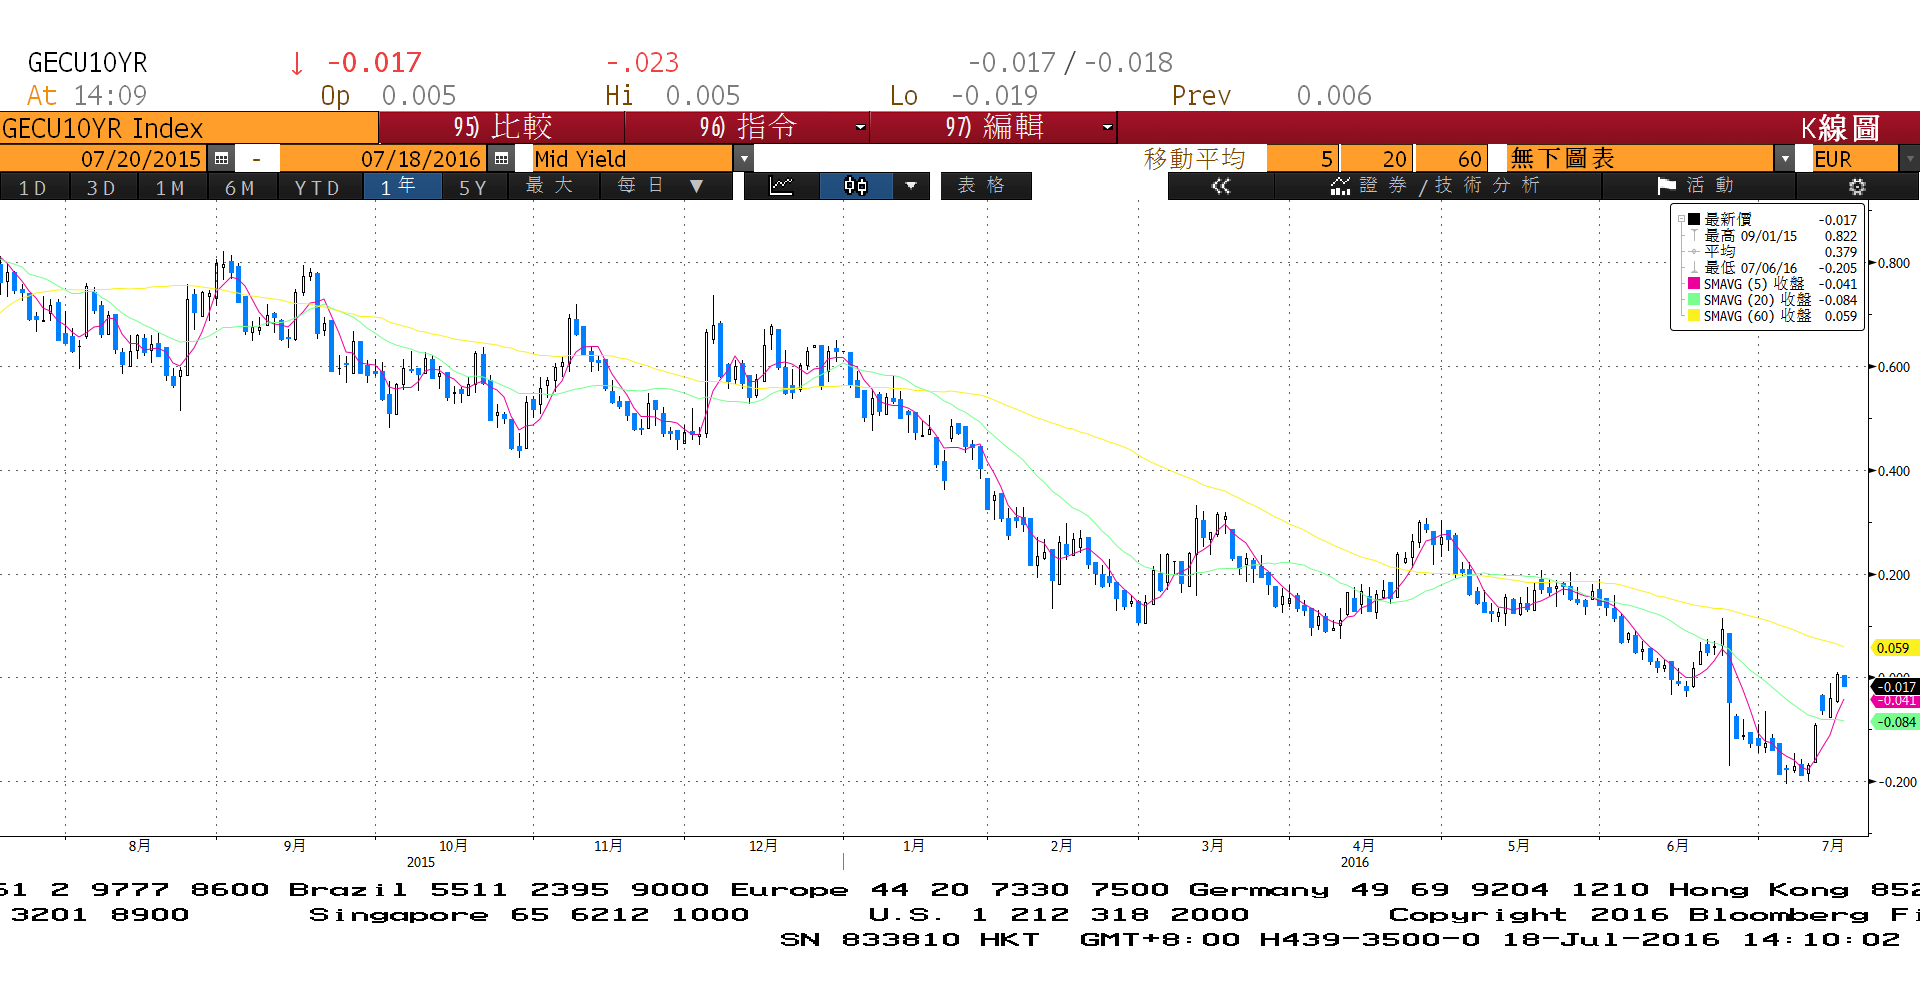 GECU10YR ↓ -0.017 -.023 -0.017 / -0.018
At 14:09 Op 0.005 Hi 0.005 Lo -0.019 Prev 0.006
GECU10YR Index 95) 比較 96) 指令 97) 編輯 K線圖
07/20/2015 - 07/18/2016 Mid Yield 移動平均 5 20 60 無下圖表 EUR
1D 3D 1M 6M YTD 1年 5Y 最大 每日 ▼ 表格 « 證券/技術分析 活動
最新價 -0.017
最高 09/01/15 0.822
平均 0.379
最低 07/06/16 -0.205
SMAVG (5) 收盤 -0.041
SMAVG (20) 收盤 -0.084
SMAVG (60) 收盤 0.059
0.800
0.600
0.400
0.200
0.059
-0.017
-0.041
-0.084
-0.200
8月 9月 10月 11月 12月 1月 2月 3月 4月 5月 6月 7月
2015 2016
61 2 9777 8600 Brazil 5511 2395 9000 Europe 44 20 7330 7500 Germany 49 69 9204 1210 Hong Kong 852
3201 8900 Singapore 65 6212 1000 U.S. 1 212 318 2000 Copyright 2016 Bloomberg Fi
SN 833810 HKT GMT+8:00 H439-3500-0 18-Jul-2016 14:10:02